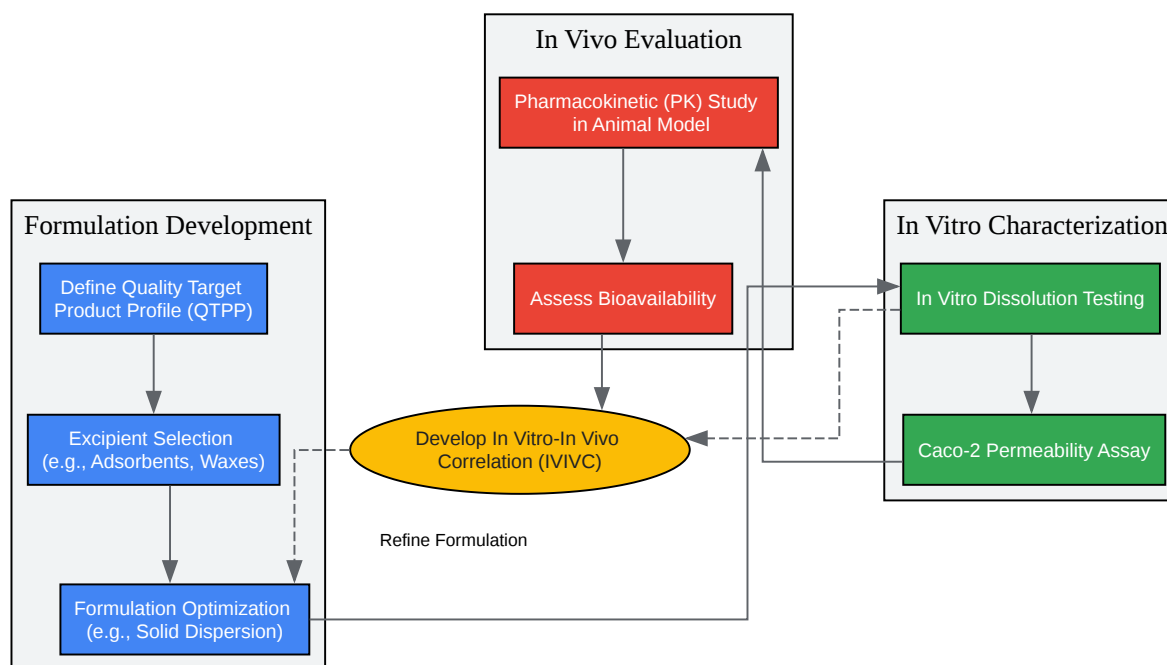 In Vivo Evaluation
Pharmacokinetic (PK) Study
in Animal Model
Assess Bioavailability
Formulation Development
Define Quality Target
Product Profile (QTPP)
Excipient Selection
(e.g., Adsorbents, Waxes)
Formulation Optimization
(e.g., Solid Dispersion)
Develop In Vitro-In Vivo
Correlation (IVIVC)
Refine Formulation
In Vitro Characterization
In Vitro Dissolution Testing
Caco-2 Permeability Assay